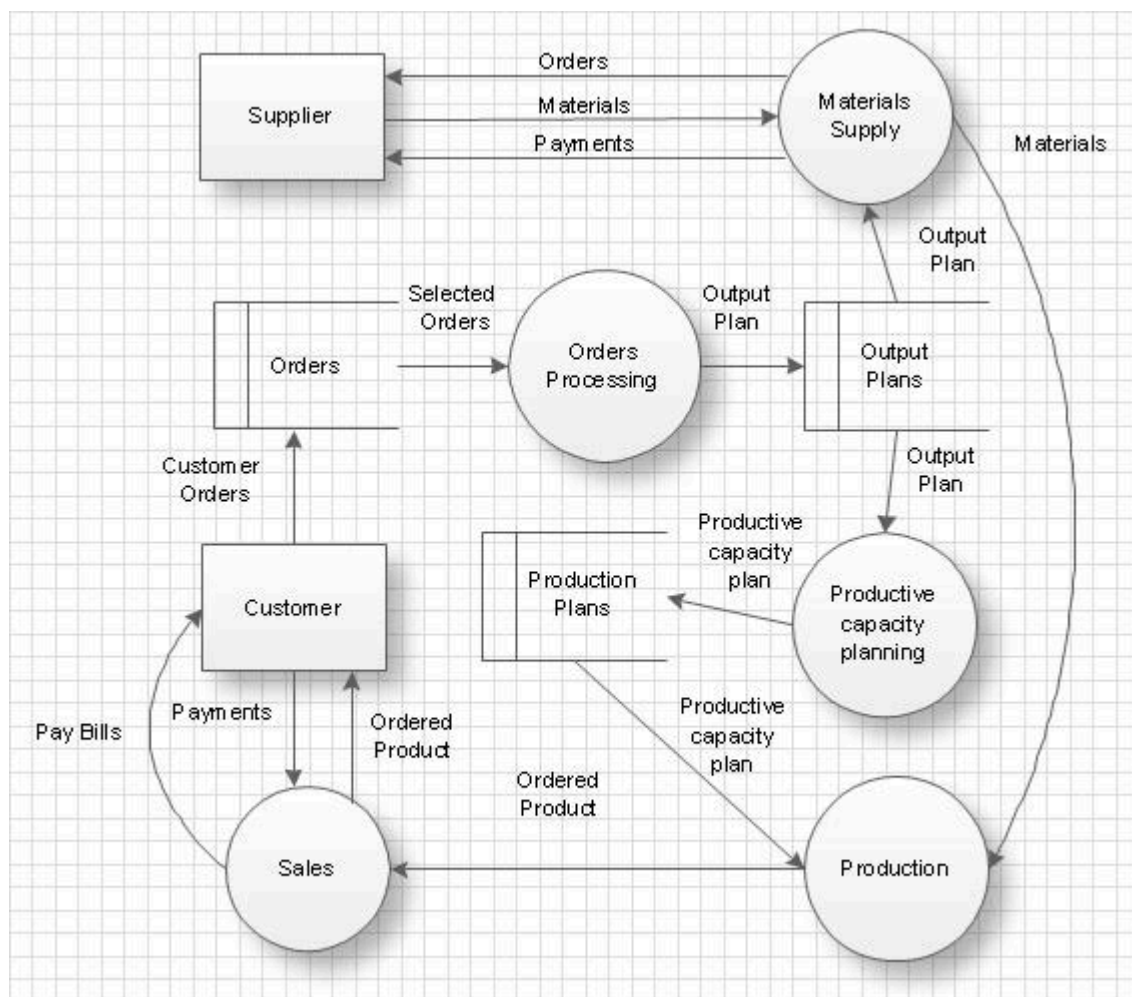 Orders
Supplier
Materials
Payments
Materials
Supply
Materials
Output
Plan
Selected
Orders
Output
Plan
Orders
Orders
Processing
Output
Plans
Customer
Orders
Output
Plan
Productive
capacity
plan
Production
Plans
Productive
capacity
planning
Customer
Payments
Ordered
Product
Pay Bills
Productive
capacity
plan
Ordered
Product
Sales
Production